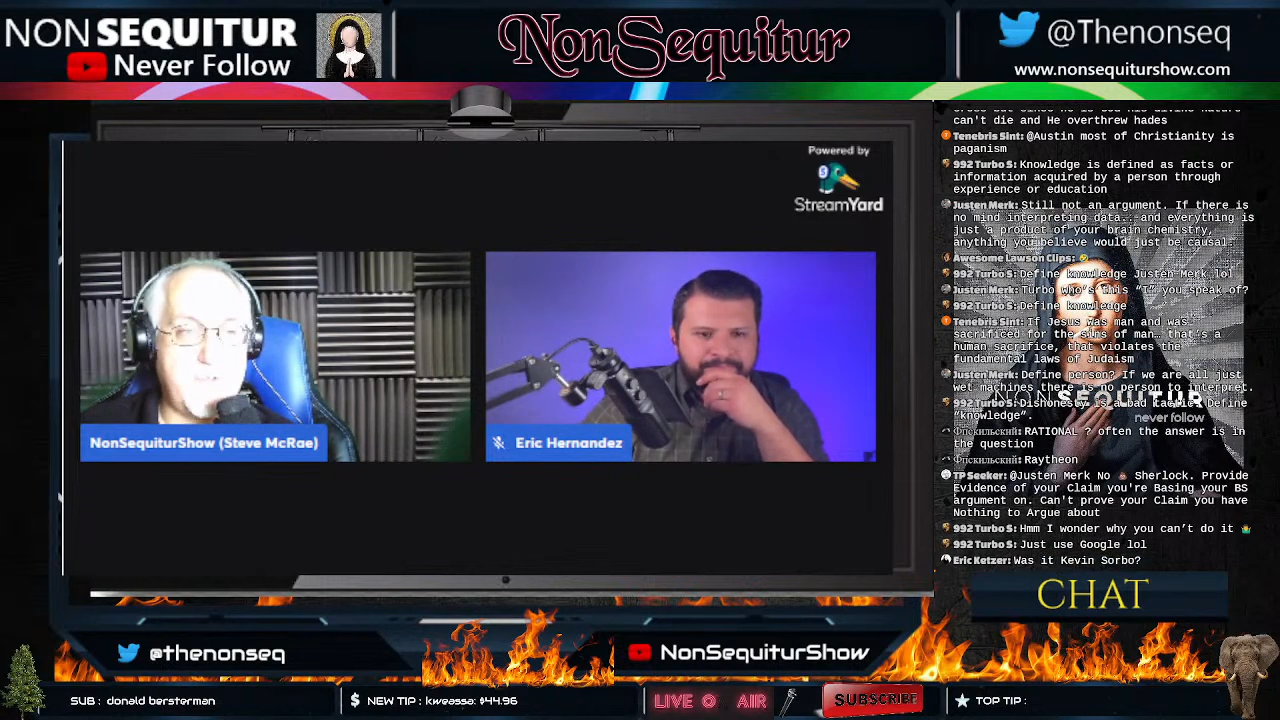 NON SEQUITUR
Never Follow
NonSequitur
@Thenonseq
www.nonsequiturshow.com
Powered by
StreamYard
NonSequiturShow (Steve McRae)
Eric Hernandez
can't die and He overthrew hades
Tenebris Sint: @Austin most of Christianity is
paganism
992 Turbo S: Knowledge is defined as facts or
information acquired by a person through
experience or education
Justen Merk: Still not an argument. If there is
no mind interpreting data...and everything is
just a product of your brain chemistry,
anything you believe would just be causal.
Awesome Lawson Clips: 🤣
992 Turbo S: Define knowledge Justen Merk lol
Justen Merk: Turbo who's this "I" you speak of?
992 Turbo S: Define knowledge
Tenebris Sint: If Jesus was man and was
sacrificed for the sins of man… that's a
human sacrifice, that violates the
fundamental laws of Judaism
Justen Merk: Define person? If we are all just
wet machines there is no person to interpret.
992 Turbo S: Dishonesty is a bad tactic. Define
"Knowledge".
NON SEQUITUR
never follow
Фпскильский: RATIONAL ? often the answer is in
the question
Фпскильский: Raytheon
TP Seeker: @Justen Merk No 💩 Sherlock. Provide
Evidence of your Claim you're Basing your BS
argument on. Can't prove your Claim you have
Nothing to Argue about
992 Turbo S: Hmm I wonder why you can't do it 🤷‍♂️
992 Turbo S: Just use Google lol
Eric Ketzer: Was it Kevin Sorbo?
CHAT
@thenonseq
NonSequiturShow
SUB : donald bersterman
$ NEW TIP : kweassa: $44.96
LIVE AIR
SUBSCRIBE
TOP TIP :